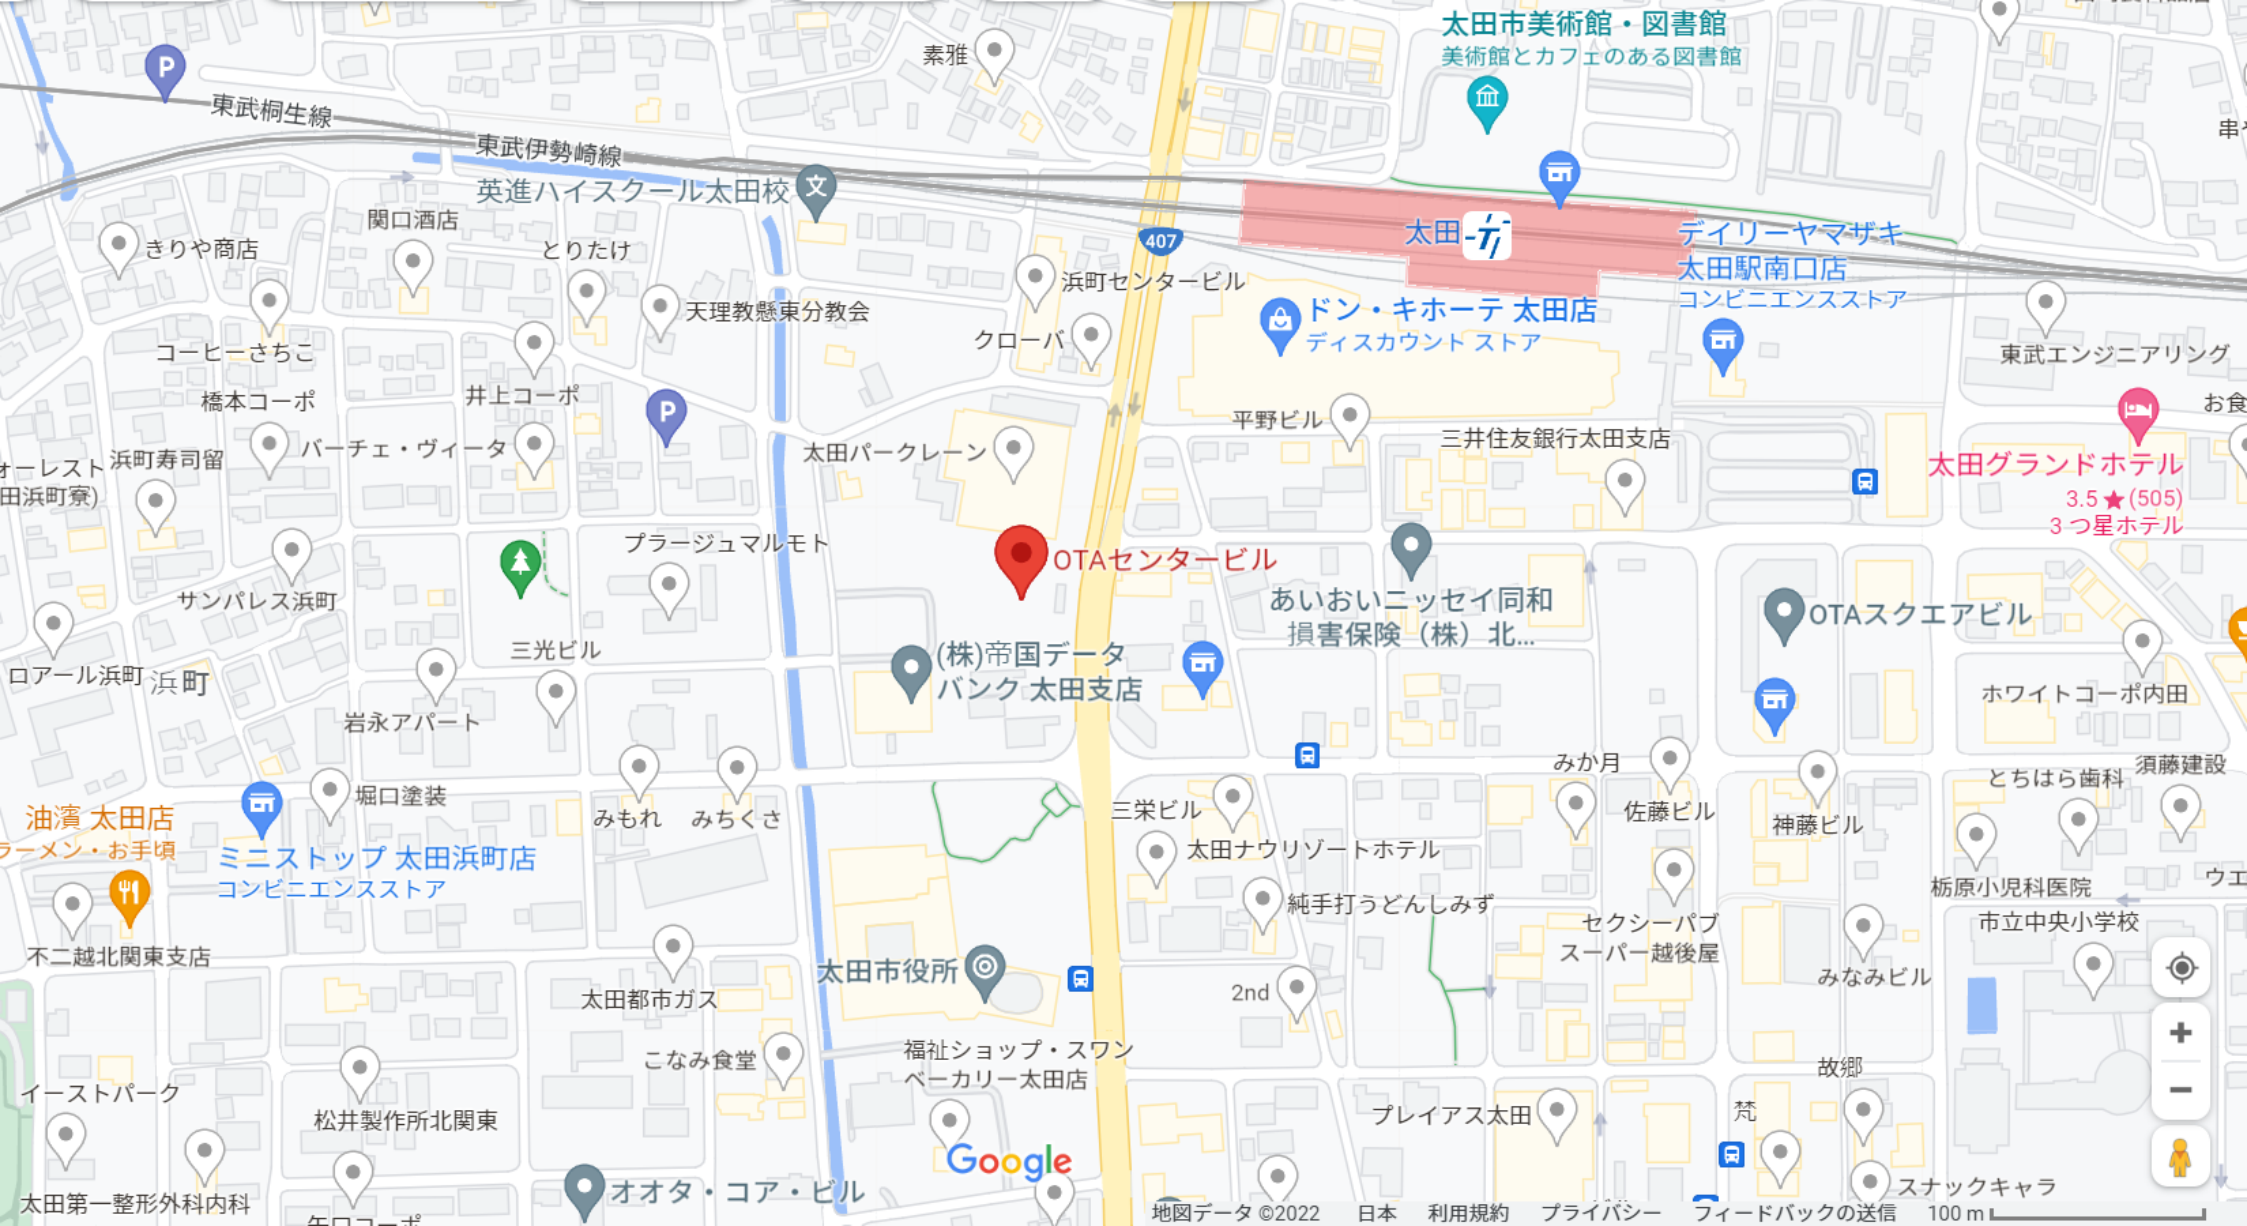 太田市美術館・図書館
美術館とカフェのある図書館
素雅
P
東武桐生線
東武伊勢崎線
英進ハイスクール太田校
文
関口酒店
きりや商店
とりたけ
407
太田
デイリーヤマザキ
太田駅南口店
コンビニエンスストア
浜町センタービル
天理教懸東分教会
ドン・キホーテ 太田店
ディスカウント ストア
クローバ
コーヒーさちこ
東武エンジニアリング
橋本コーポ
井上コーポ
P
平野ビル
お食
三井住友銀行太田支店
バーチェ・ヴィータ
太田パークレーン
浜町寿司留
ォーレスト
田浜町寮)
太田グランドホテル
3.5★(505)
3 つ星ホテル
プラージュマルモト
OTAセンタービル
サンパレス浜町
あいおいニッセイ同和
損害保険（株）北...
OTAスクエアビル
三光ビル
(株)帝国データ
バンク 太田支店
ロアール浜町
浜町
ホワイトコーポ内田
岩永アパート
みか月
とちはら歯科
須藤建設
堀口塗装
油濱 太田店
ラーメン・お手頃
みもれ
みちくさ
三栄ビル
佐藤ビル
神藤ビル
ミニストップ 太田浜町店
コンビニエンスストア
太田ナウリゾートホテル
栃原小児科医院
ウエ
純手打うどんしみず
セクシーパブ
スーパー越後屋
市立中央小学校
不二越北関東支店
太田市役所
みなみビル
太田都市ガス
2nd
こなみ食堂
福祉ショップ・スワン
ベーカリー太田店
故郷
イーストパーク
松井製作所北関東
プレイアス太田
梵
Google
オオタ・コア・ビル
スナックキャラ
太田第一整形外科内科
矢口コーポ
地図データ ©2022 日本 利用規約 プライバシー フィードバックの送信 100 m